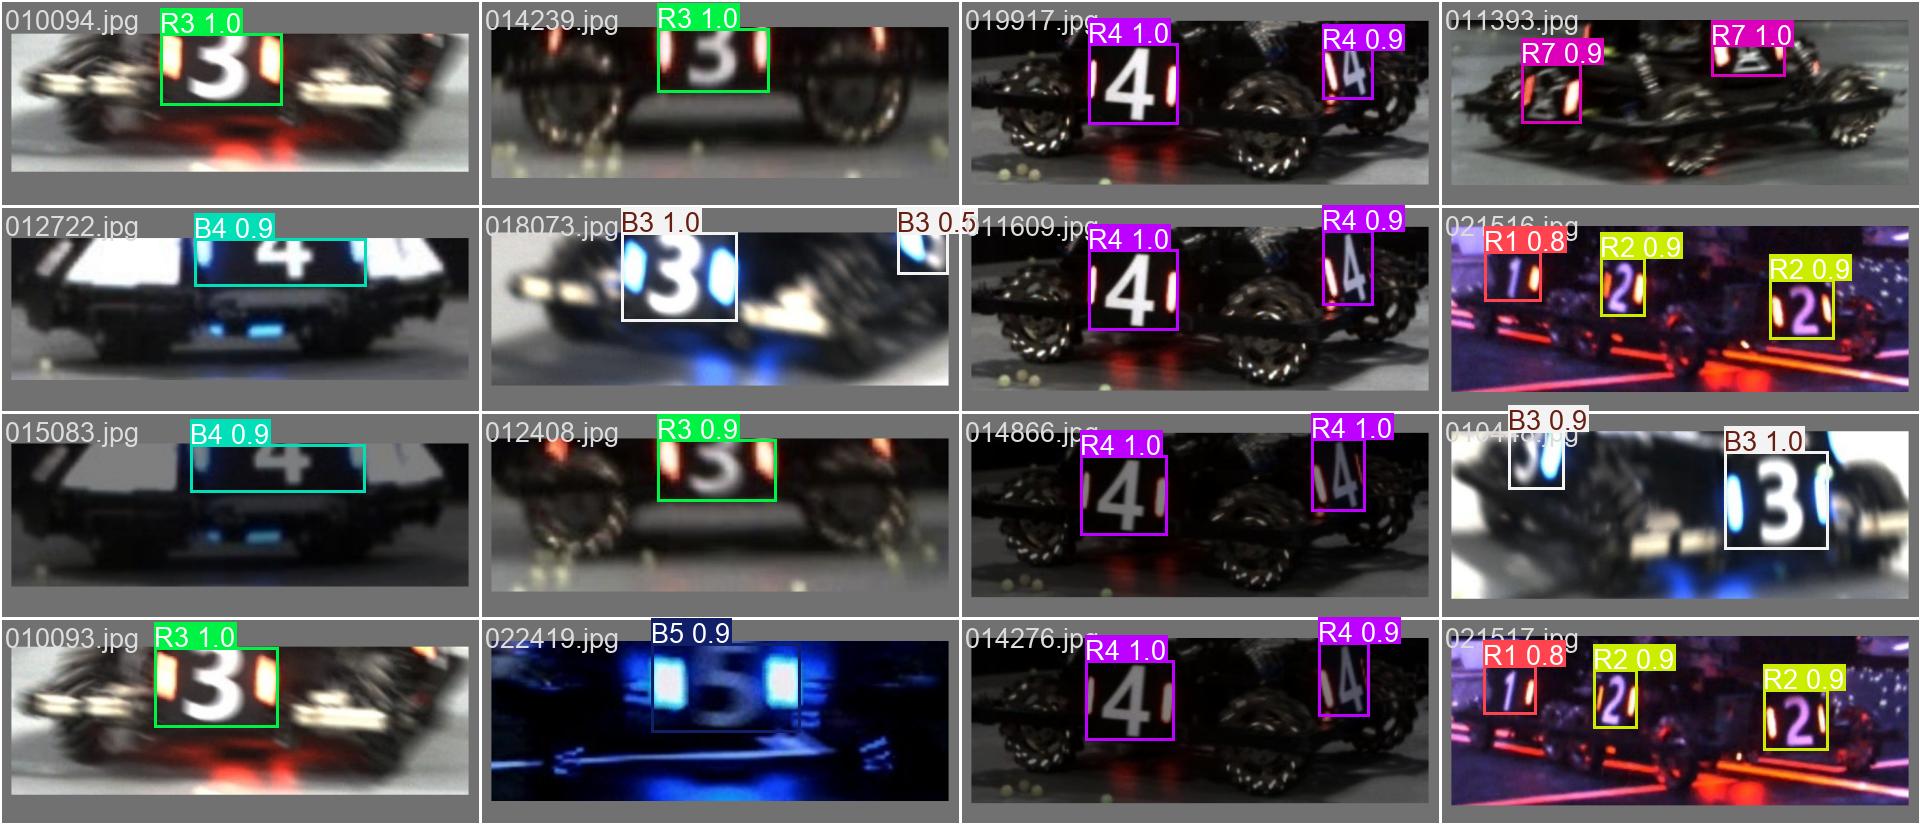 010094.jpg R3 1.0
3
014239.jpg R3 1.0
3
019917.jpg R4 1.0 R4 0.9
4 4
011393.jpg R7 0.9 R7 1.0
012722.jpg B4 0.9
4
018073.jpg B3 1.0 B3 0.5
3
011609.jpg R4 1.0 R4 0.9
4 4
021516.jpg R1 0.8 R2 0.9 R2 0.9
1 2 2
015083.jpg B4 0.9
4
012408.jpg R3 0.9
3
014866.jpg R4 1.0 R4 1.0
4 4
B3 0.9 B3 1.0
3 3
010093.jpg R3 1.0
3
022419.jpg B5 0.9
5
014276.jpg R4 1.0 R4 0.9
4 4
021517.jpg R1 0.8 R2 0.9 R2 0.9
1 2 2